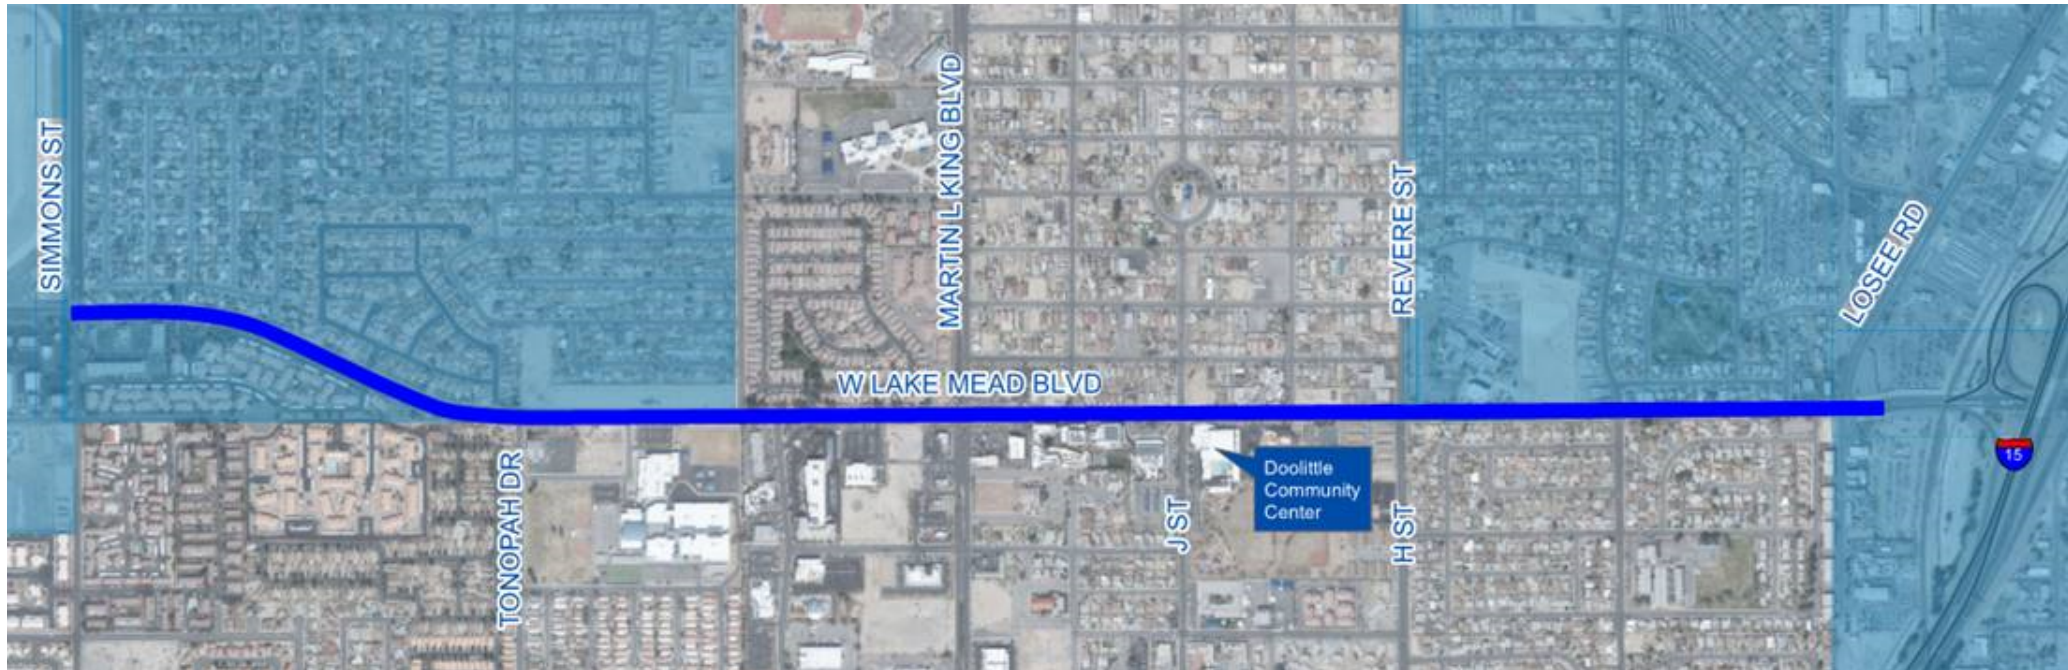 SIMMONS ST
MARTIN L KING BLVD
REVERE ST
LOSEE RD
W LAKE MEAD BLVD
TONOPAH DR
J ST
Doolittle
Community
Center
H ST
15